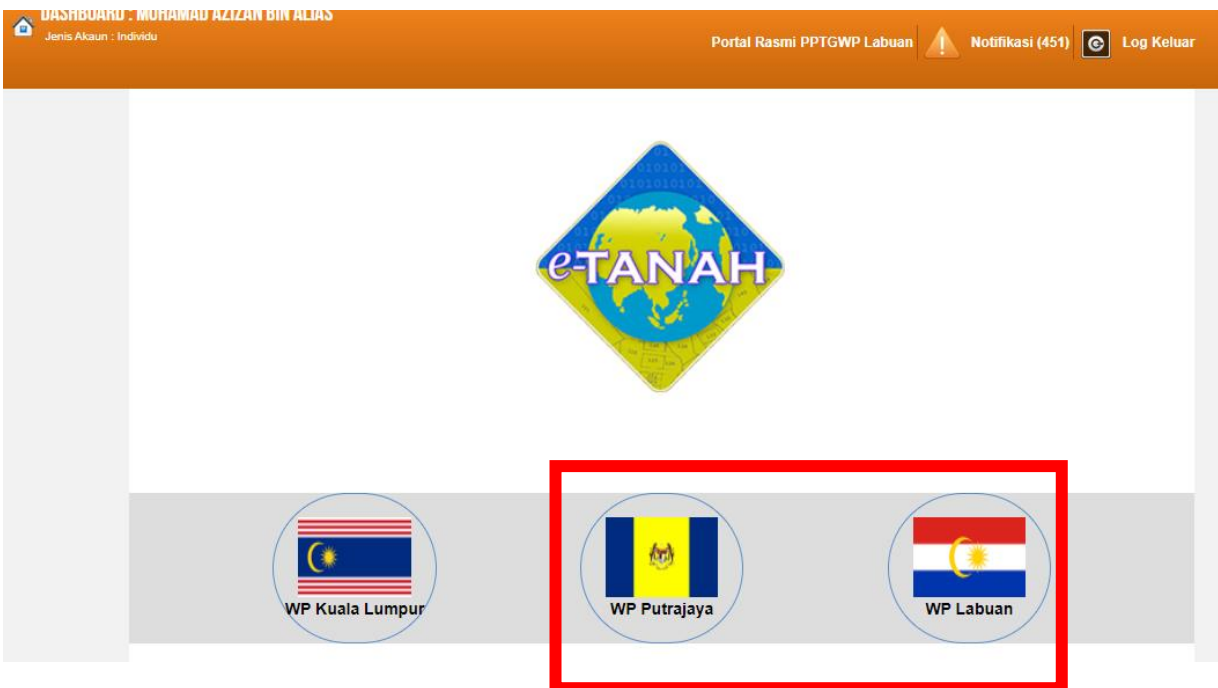 DASHBOARD : MOHAMAD AZIZAN BIN ALIAS
Jenis Akaun : Individu
Portal Rasmi PPTGWP Labuan
Notifikasi (451)
Log Keluar
e-TANAH
WP Kuala Lumpur
WP Putrajaya
WP Labuan